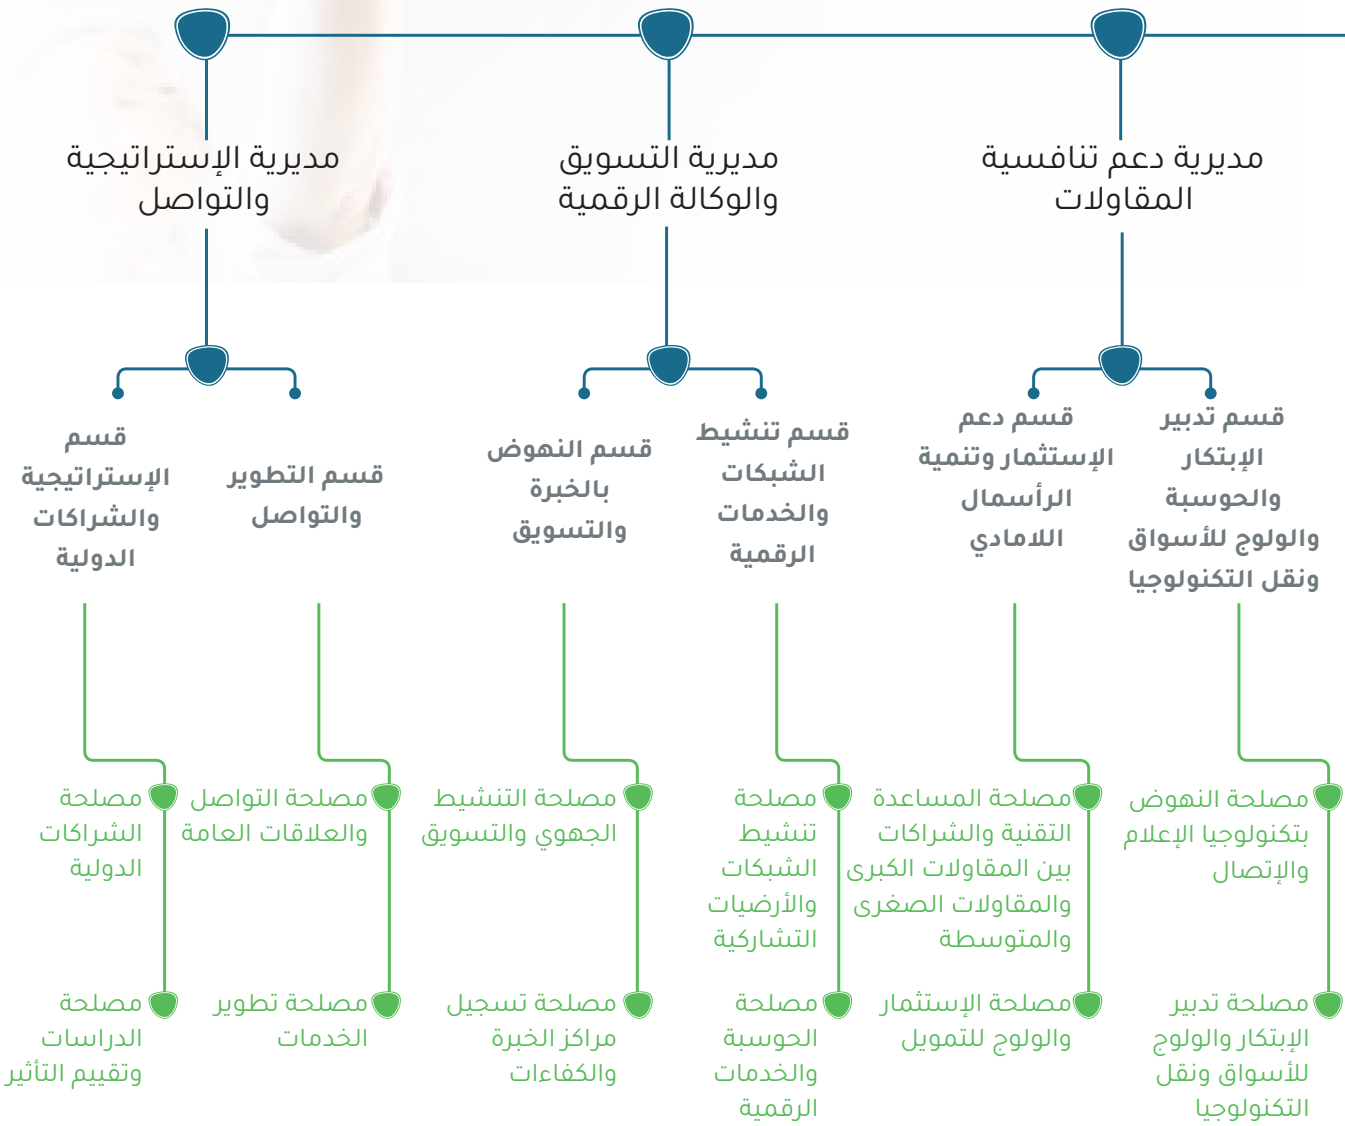 مديرية دعم تنافسية
المقاولات
مديرية التسويق
والوكالة الرقمية
مديرية الإستراتيجية
والتواصل
قسم تدبير
الإبتكار
والحوسبة
والولوج للأسواق
ونقل التكنولوجيا
قسم دعم
الإستثمار وتنمية
الرأسمال
اللامادي
قسم تنشيط
الشبكات
والخدمات
الرقمية
قسم النهوض
بالخبرة
والتسويق
قسم التطوير
والتواصل
قسم
الإستراتيجية
والشراكات
الدولية
مصلحة النهوض
بتكنولوجيا الإعلام
والإتصال
مصلحة المساعدة
التقنية والشراكات
بين المقاولات الكبرى
والمقاولات الصغرى
والمتوسطة
مصلحة
تنشيط
الشبكات
والأرضيات
التشاركية
مصلحة التنشيط
الجهوي والتسويق
مصلحة التواصل
والعلاقات العامة
مصلحة
الشراكات
الدولية
مصلحة تدبير
الإبتكار والولوج
للأسواق ونقل
التكنولوجيا
مصلحة الإستثمار
والولوج للتمويل
مصلحة
الحوسبة
والخدمات
الرقمية
مصلحة تسجيل
مراكز الخبرة
والكفاءات
مصلحة تطوير
الخدمات
مصلحة
الدراسات
وتقييم التأثير